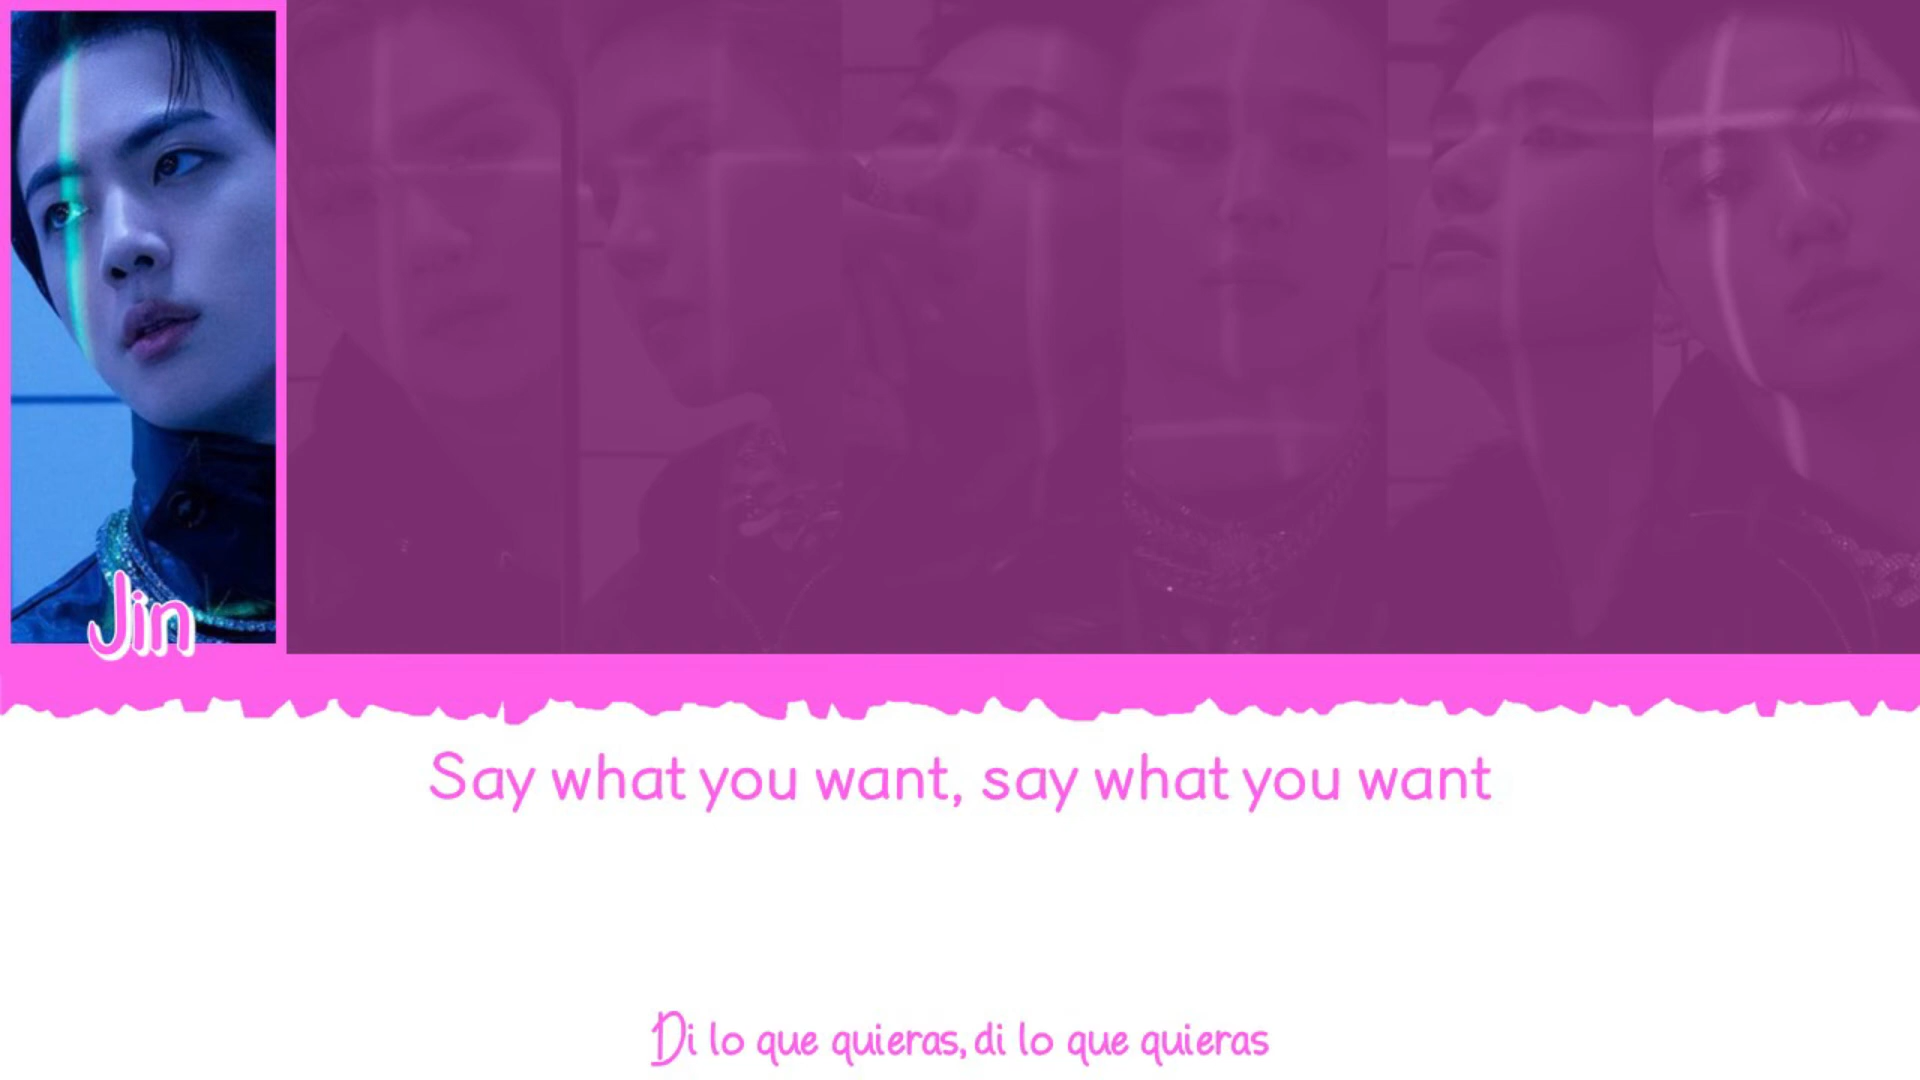 Jin
Say what you want, say what you want
Di lo que quieras, di lo que quieras